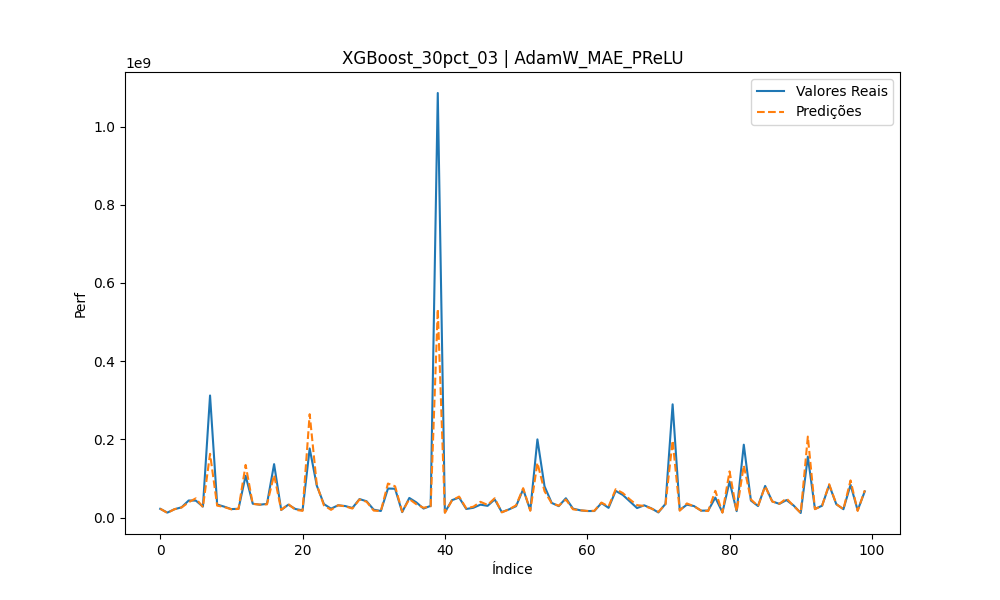 XGBoost_30pct_03 | AdamW_MAE_PReLU
1e9
Valores Reais
Predições
1.0
0.8
0.6
0.4
0.2
0.0
Perf
0
20
40
60
80
100
Índice